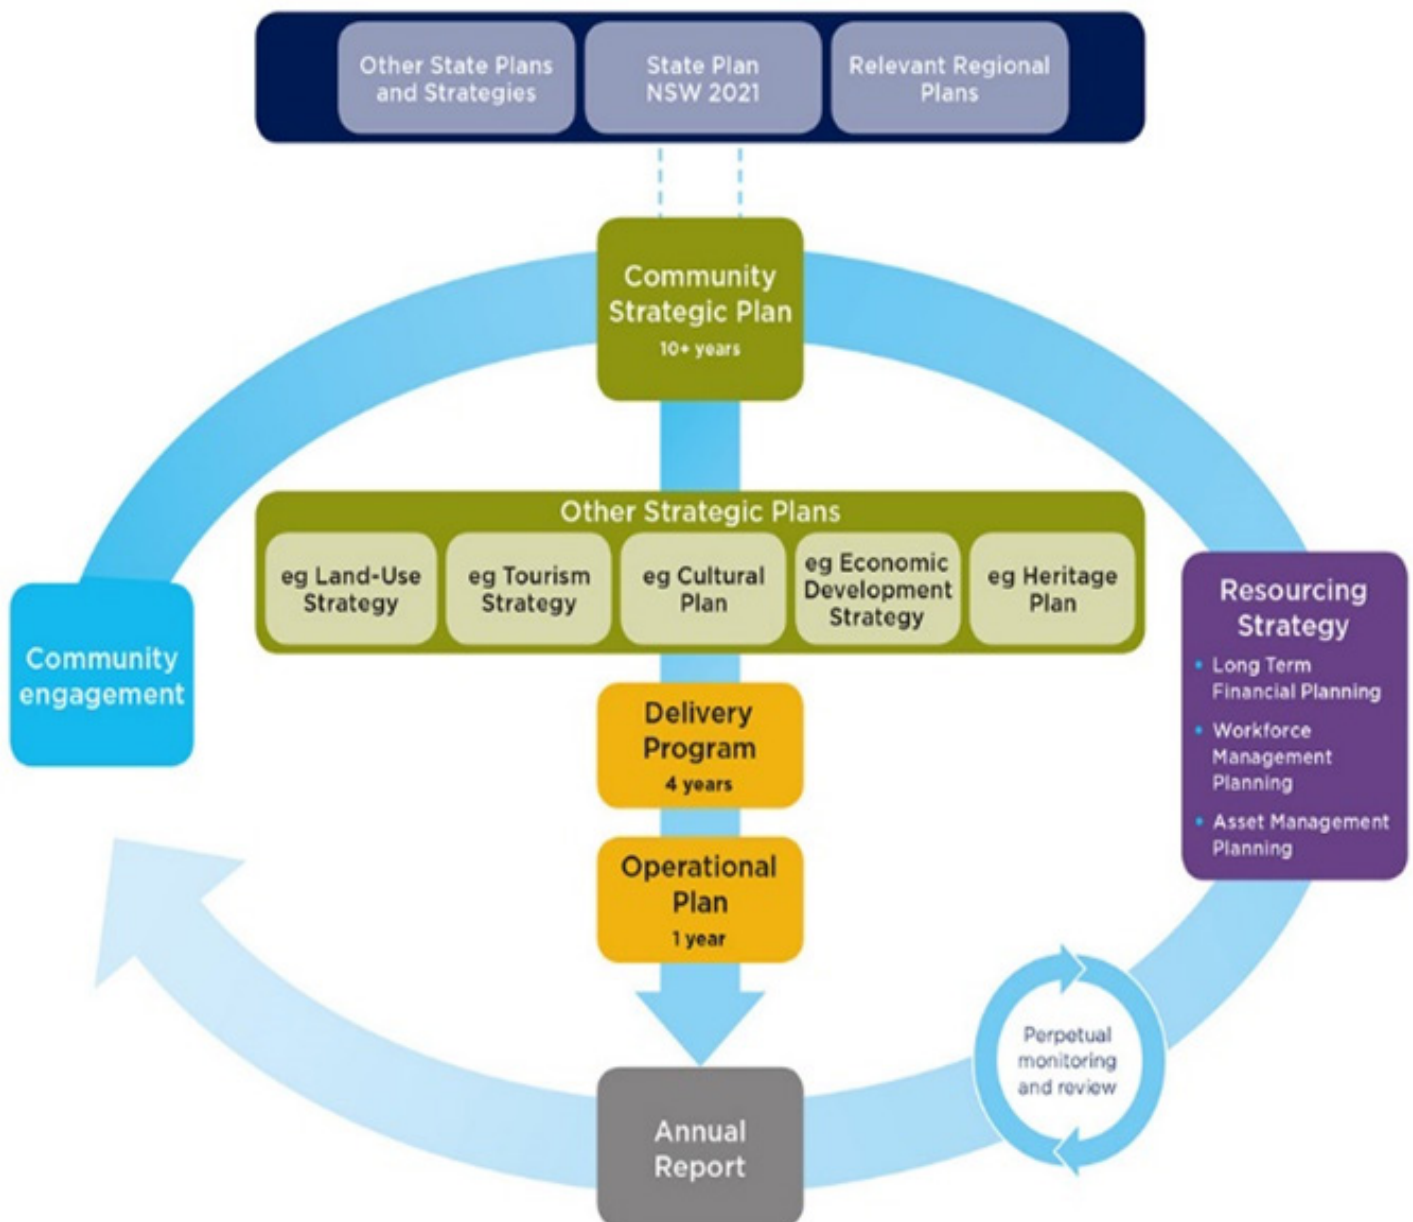 Other State Plans
and Strategies
State Plan
NSW 2021
Relevant Regional
Plans
Community
Strategic Plan
10+ years
Other Strategic Plans
eg Land-Use
Strategy
eg Tourism
Strategy
eg Cultural
Plan
eg Economic
Development
Strategy
eg Heritage
Plan
Community
engagement
Resourcing
Strategy
• Long Term
Financial Planning
• Workforce
Management
Planning
• Asset Management
Planning
Delivery
Program
4 years
Operational
Plan
1 year
Perpetual
monitoring
and review
Annual
Report